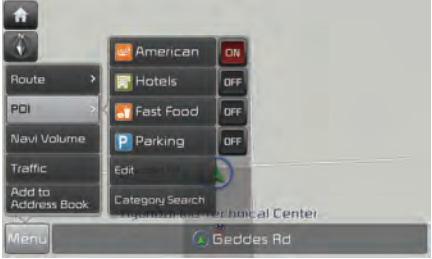 American ON
Route >
Hotels OFF
POI >
Fast Food OFF
Navi Volume
P Parking OFF
Traffic
Edit
Add to
Address Book
Category Search
Technical Center
Menu
Geddes Rd